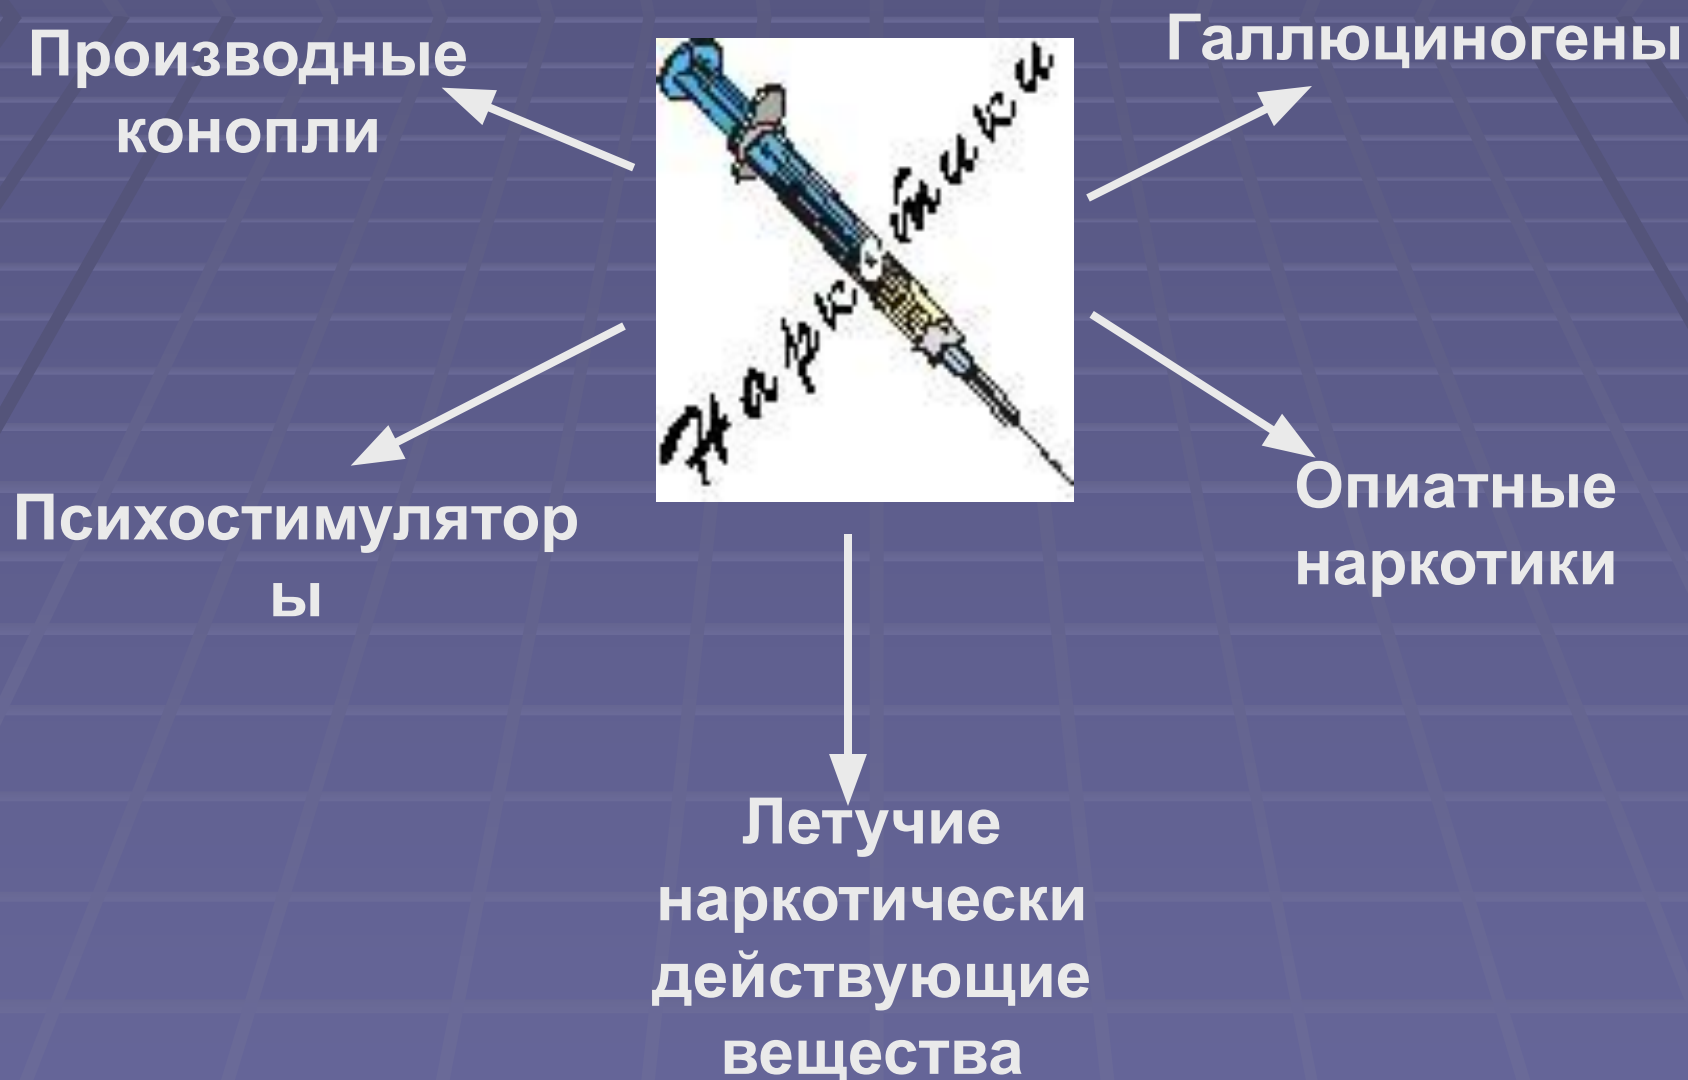 Производные
конопли
Галлюциногены
Наркотики
Психостимулятор
ы
Опиатные
наркотики
Летучие
наркотически
действующие
вещества